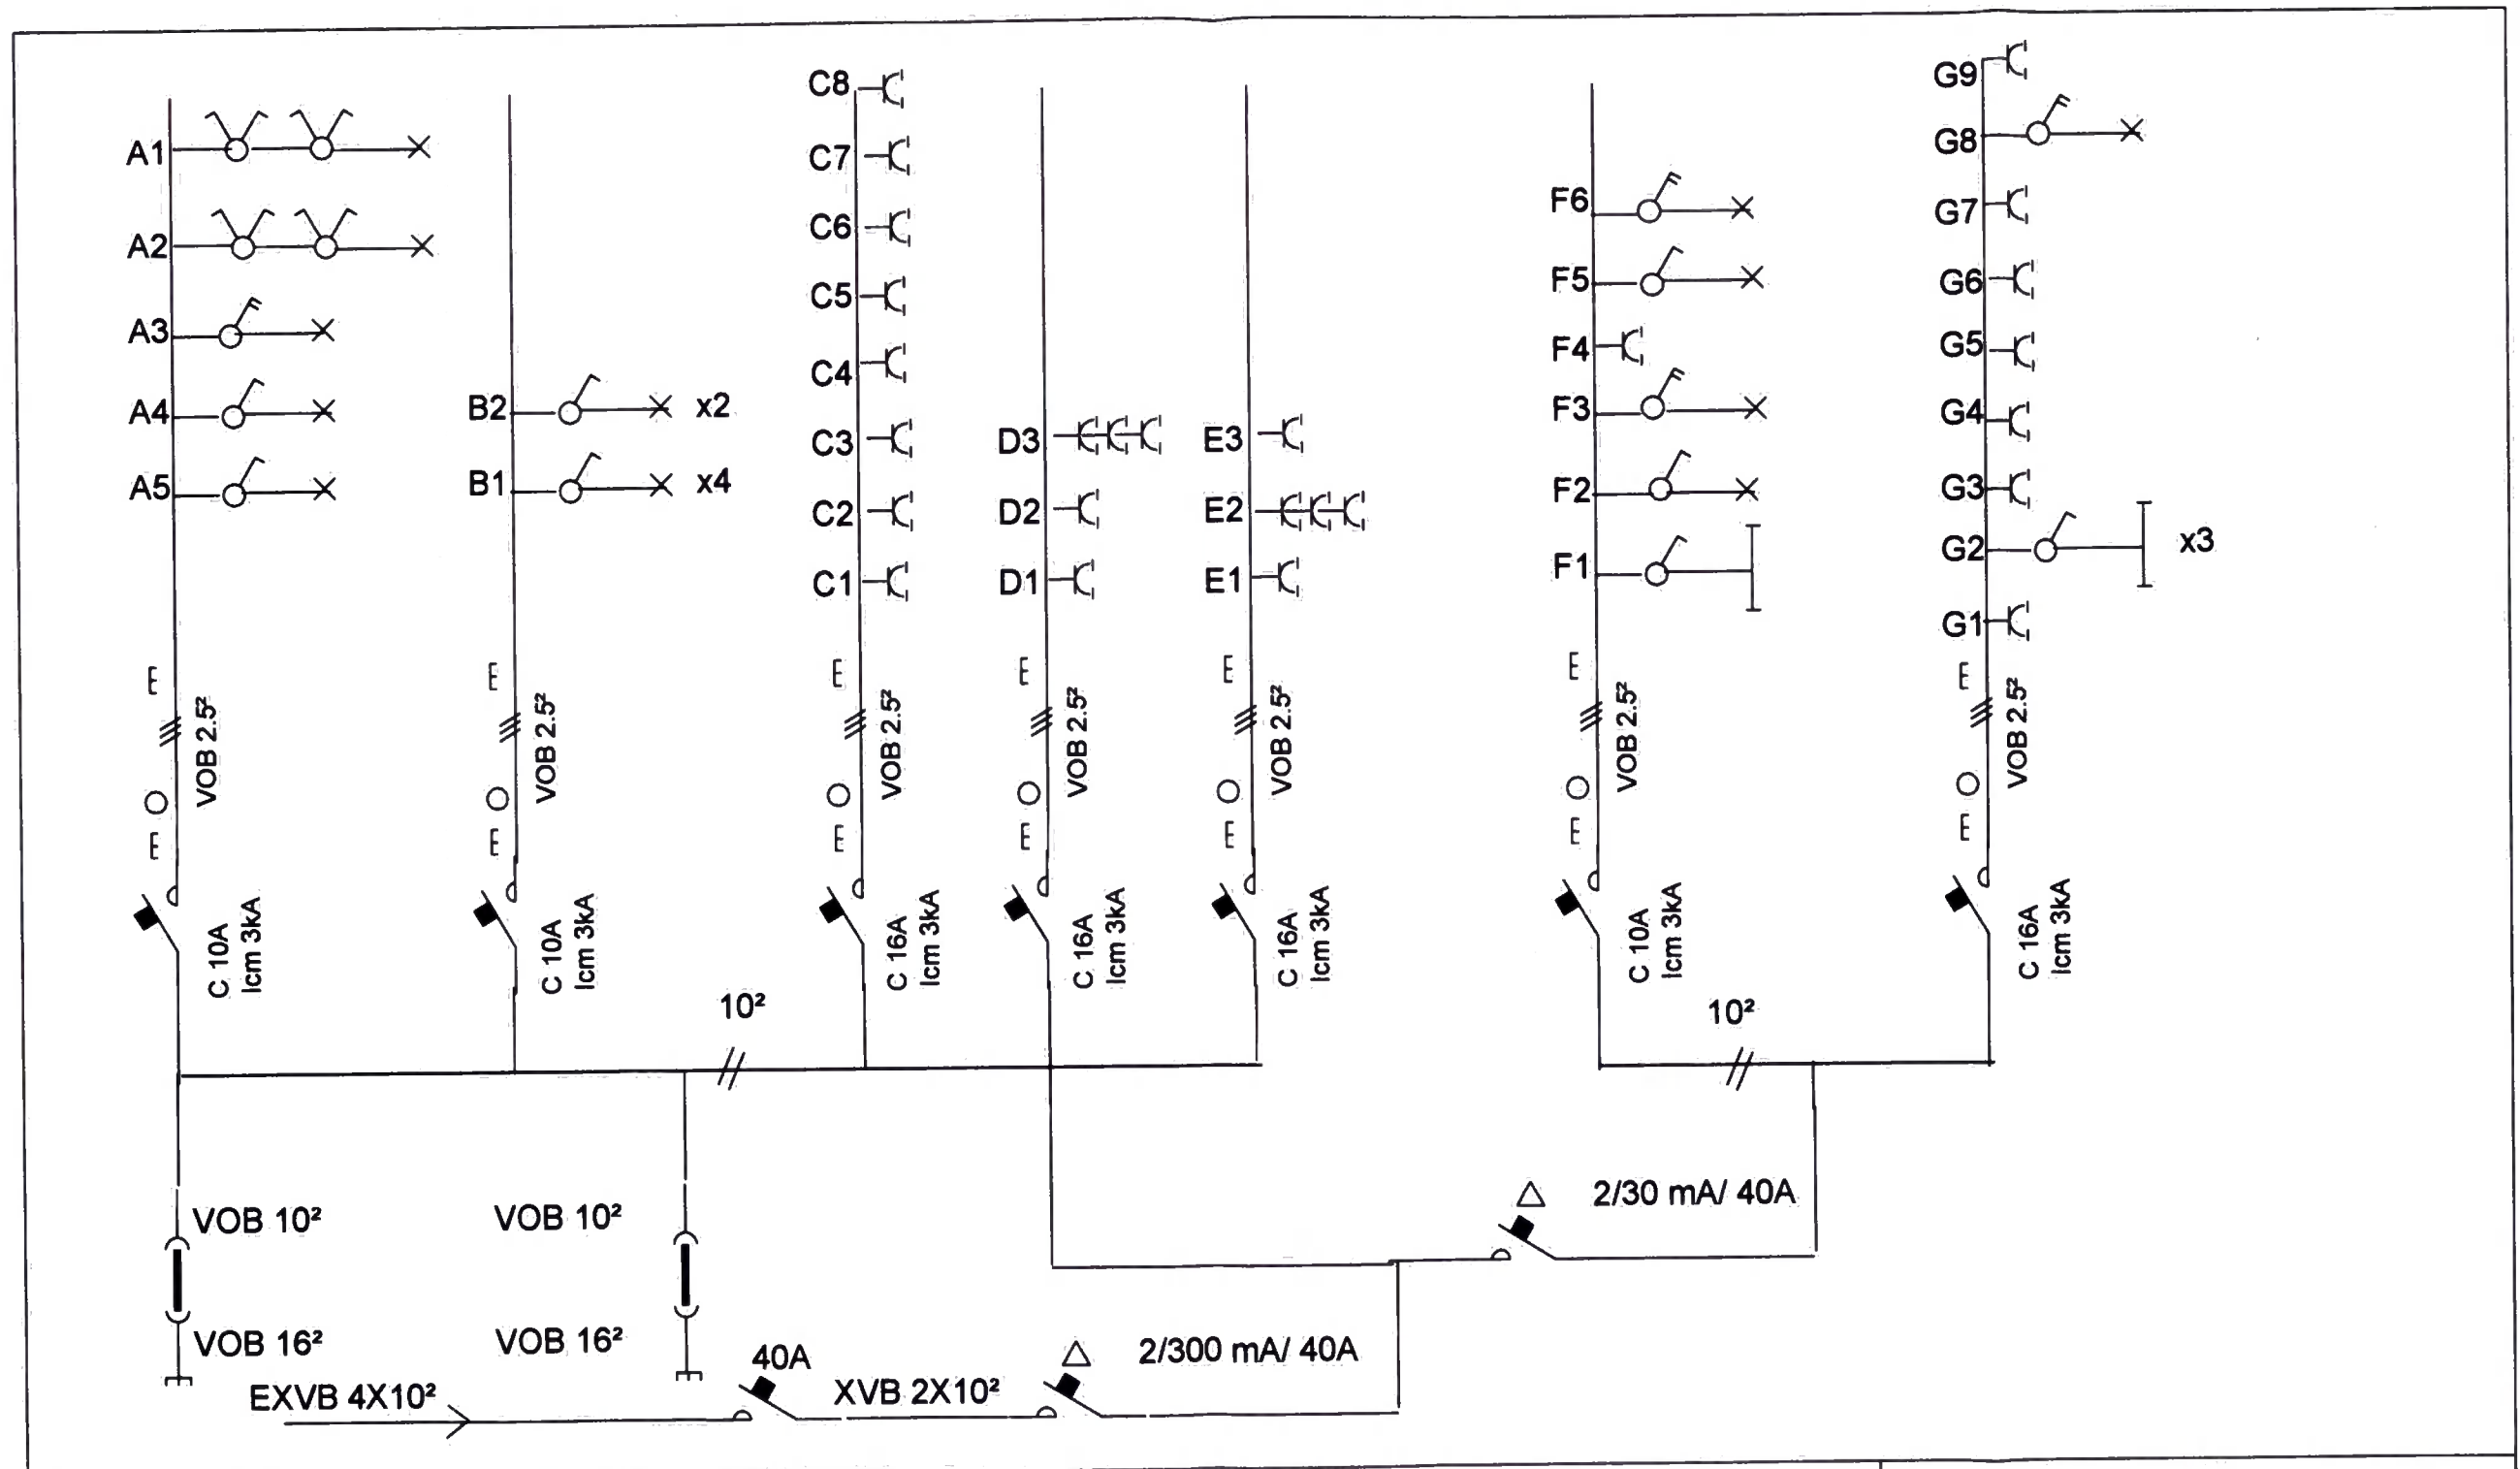 C8
G9
A1
C7
G8
A2
C6
F6
G7
A3
C5
F5
G6
C4
F4
G5
A4
B2
x2
C3
D3
E3
F3
G4
A5
B1
x4
C2
D2
E2
F2
G3
C1
D1
E1
F1
G2
x3
G1
E
E
E
E
E
E
E
VOB 2.5²
VOB 2.5²
VOB 2.5²
VOB 2.5²
VOB 2.5²
VOB 2.5²
VOB 2.5²
E
E
E
E
E
E
E
C 10A
Icm 3kA
C 10A
Icm 3kA
C 16A
Icm 3kA
C 16A
Icm 3kA
C 16A
Icm 3kA
C 10A
Icm 3kA
C 16A
Icm 3kA
10²
10²
VOB 10²
VOB 10²
△ 2/30 mA/ 40A
VOB 16²
VOB 16²
40A
△ 2/300 mA/ 40A
EXVB 4X10²
XVB 2X10²